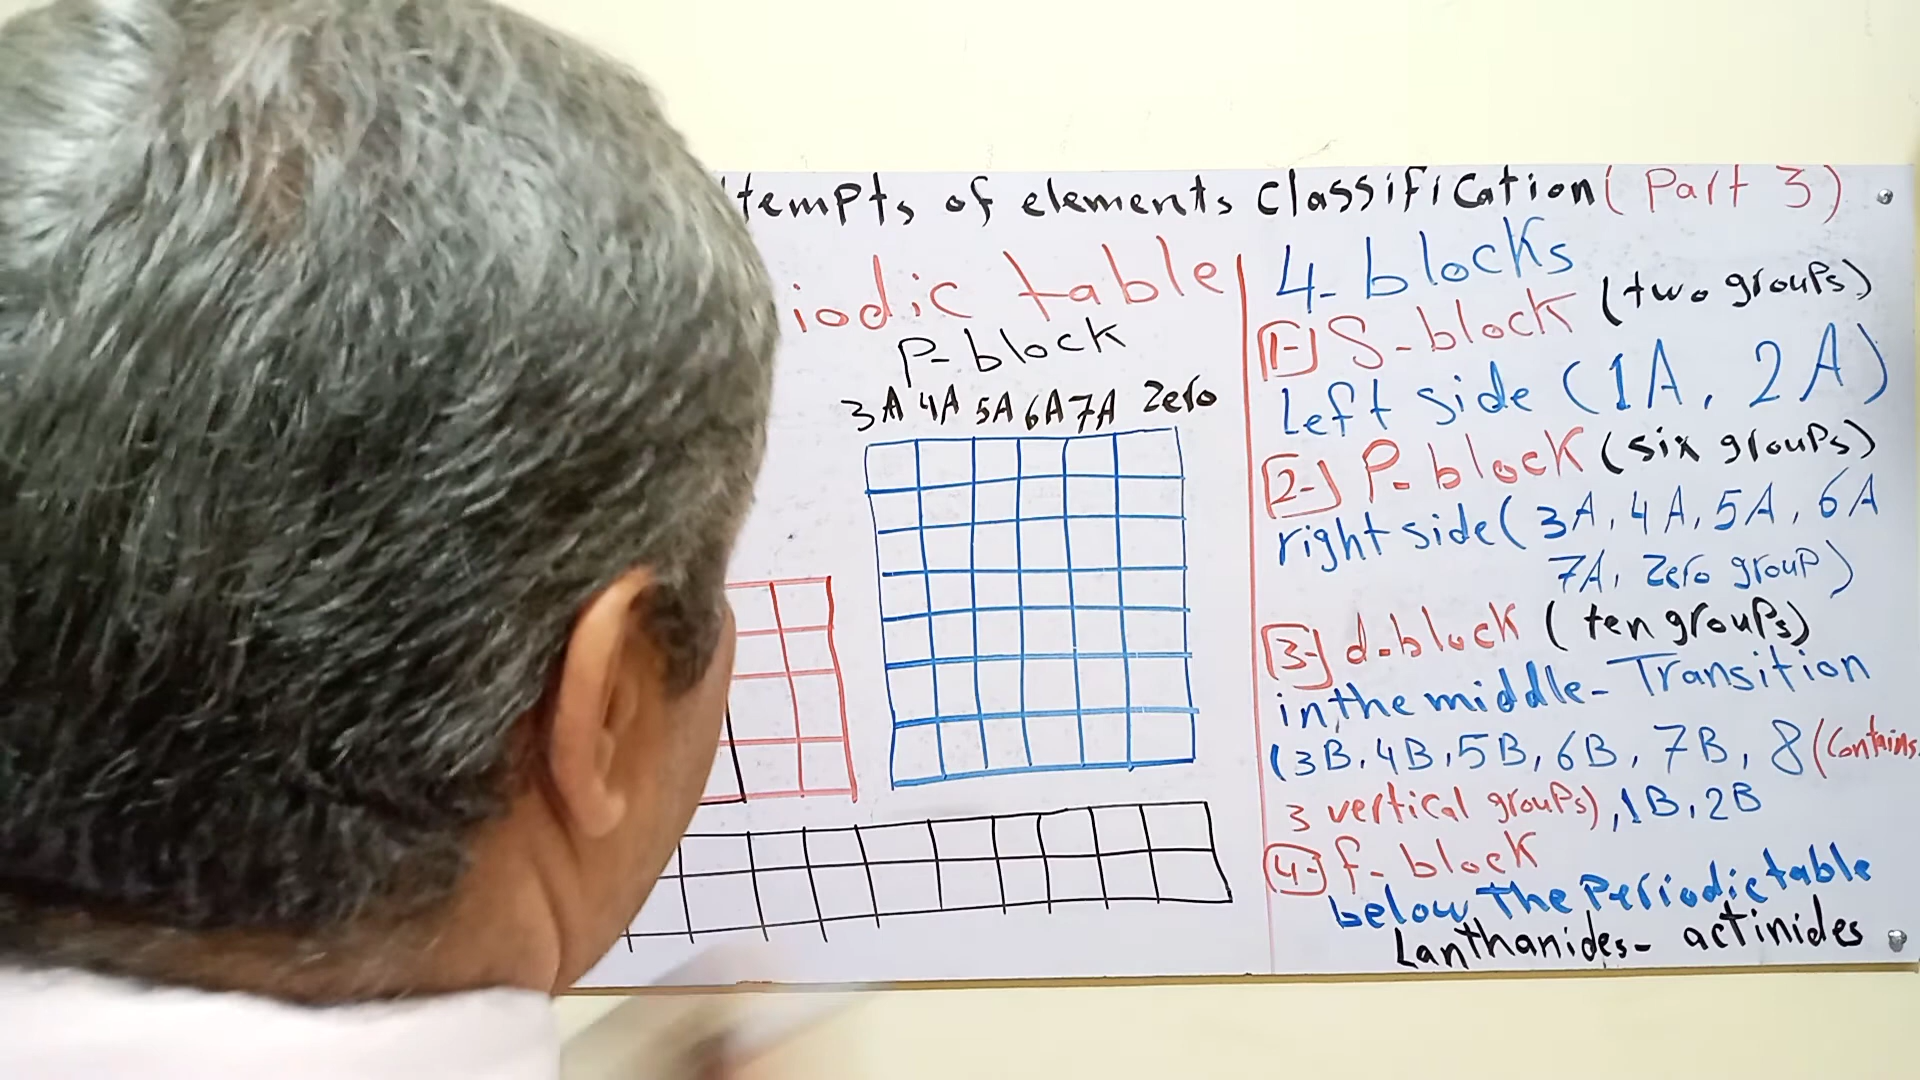 tempts of elements classification (Part 3)
iodic table
P-block
3A 4A 5A 6A 7A Zero
4- blocks
1-) S-block (two groups)
Left side (1A, 2A)
2-) P-block (six groups)
right side (3A, 4A, 5A, 6A
7A, Zero group)
3-) d-block (ten groups)
in the middle - Transition
(3B, 4B, 5B, 6B, 7B, 8 (Contains
3 vertical groups), 1B, 2B
4-) f-block
below The Periodic table
Lanthanides - actinides